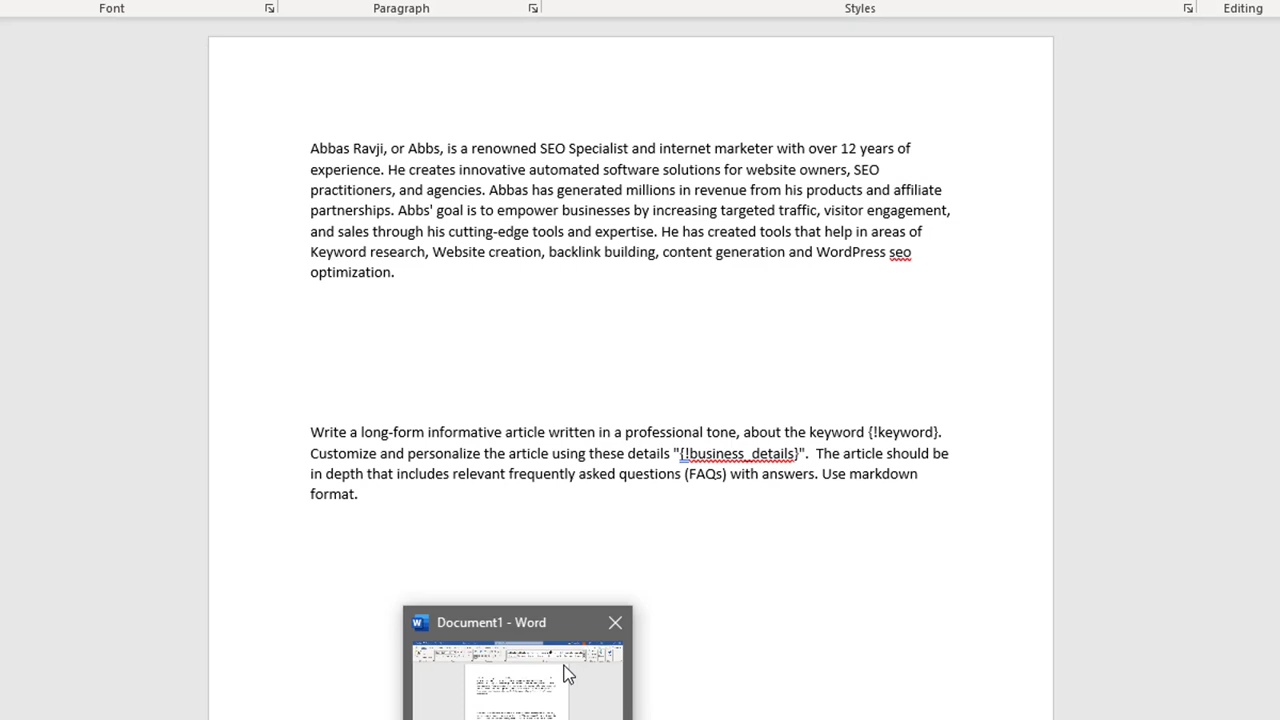 Font Paragraph Styles Editing
Abbas Ravji, or Abbs, is a renowned SEO Specialist and internet marketer with over 12 years of
experience. He creates innovative automated software solutions for website owners, SEO
practitioners, and agencies. Abbas has generated millions in revenue from his products and affiliate
partnerships. Abbs' goal is to empower businesses by increasing targeted traffic, visitor engagement,
and sales through his cutting-edge tools and expertise. He has created tools that help in areas of
Keyword research, Website creation, backlink building, content generation and WordPress seo
optimization.
Write a long-form informative article written in a professional tone, about the keyword {!keyword}.
Customize and personalize the article using these details "{!business_details}".  The article should be
in depth that includes relevant frequently asked questions (FAQs) with answers. Use markdown
format.
Document1 - Word